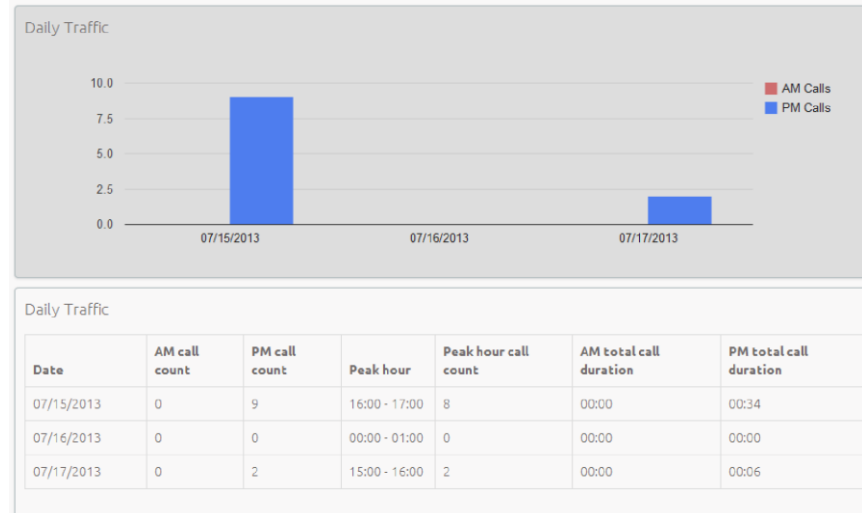 Daily Traffic
10.0
7.5
5.0
2.5
0.0
07/15/2013 07/16/2013 07/17/2013
AM Calls
PM Calls
Daily Traffic
Date AM call count PM call count Peak hour Peak hour call count AM total call duration PM total call duration
07/15/2013 0 9 16:00 - 17:00 8 00:00 00:34
07/16/2013 0 0 00:00 - 01:00 0 00:00 00:00
07/17/2013 0 2 15:00 - 16:00 2 00:00 00:06